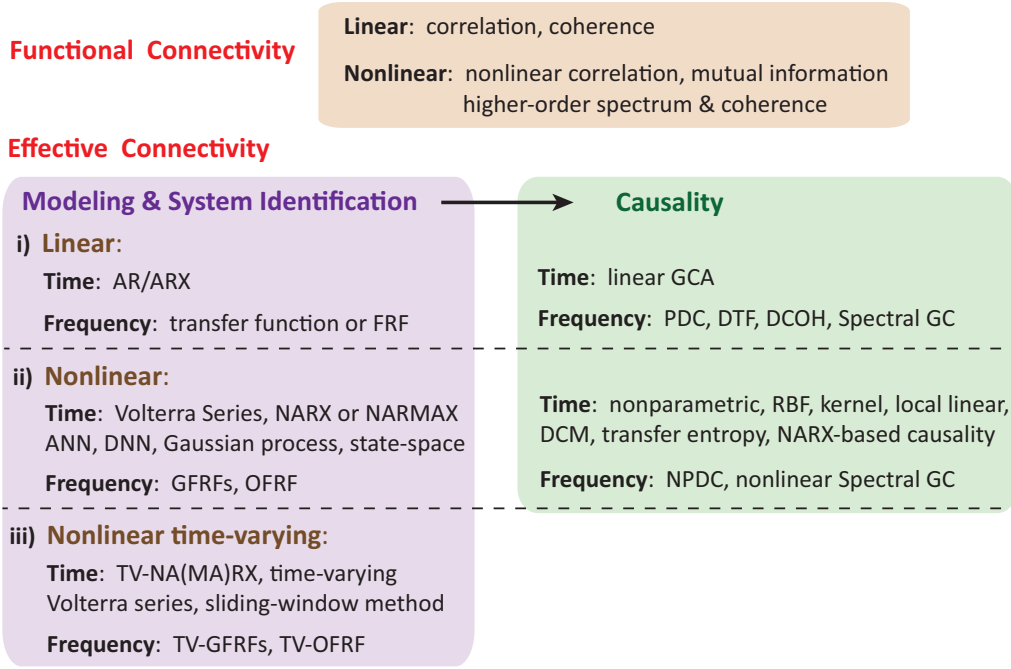 Functional Connectivity
Linear: correlation, coherence
Nonlinear: nonlinear correlation, mutual information
higher-order spectrum & coherence
Effective Connectivity
Modeling & System Identification
i) Linear:
Time: AR/ARX
Frequency: transfer function or FRF
ii) Nonlinear:
Time: Volterra Series, NARX or NARMAX
ANN, DNN, Gaussian process, state-space
Frequency: GFRFs, OFRF
iii) Nonlinear time-varying:
Time: TV-NA(MA)RX, time-varying
Volterra series, sliding-window method
Frequency: TV-GFRFs, TV-OFRF
Causality
Time: linear GCA
Frequency: PDC, DTF, DCOH, Spectral GC
Time: nonparametric, RBF, kernel, local linear,
DCM, transfer entropy, NARX-based causality
Frequency: NPDC, nonlinear Spectral GC